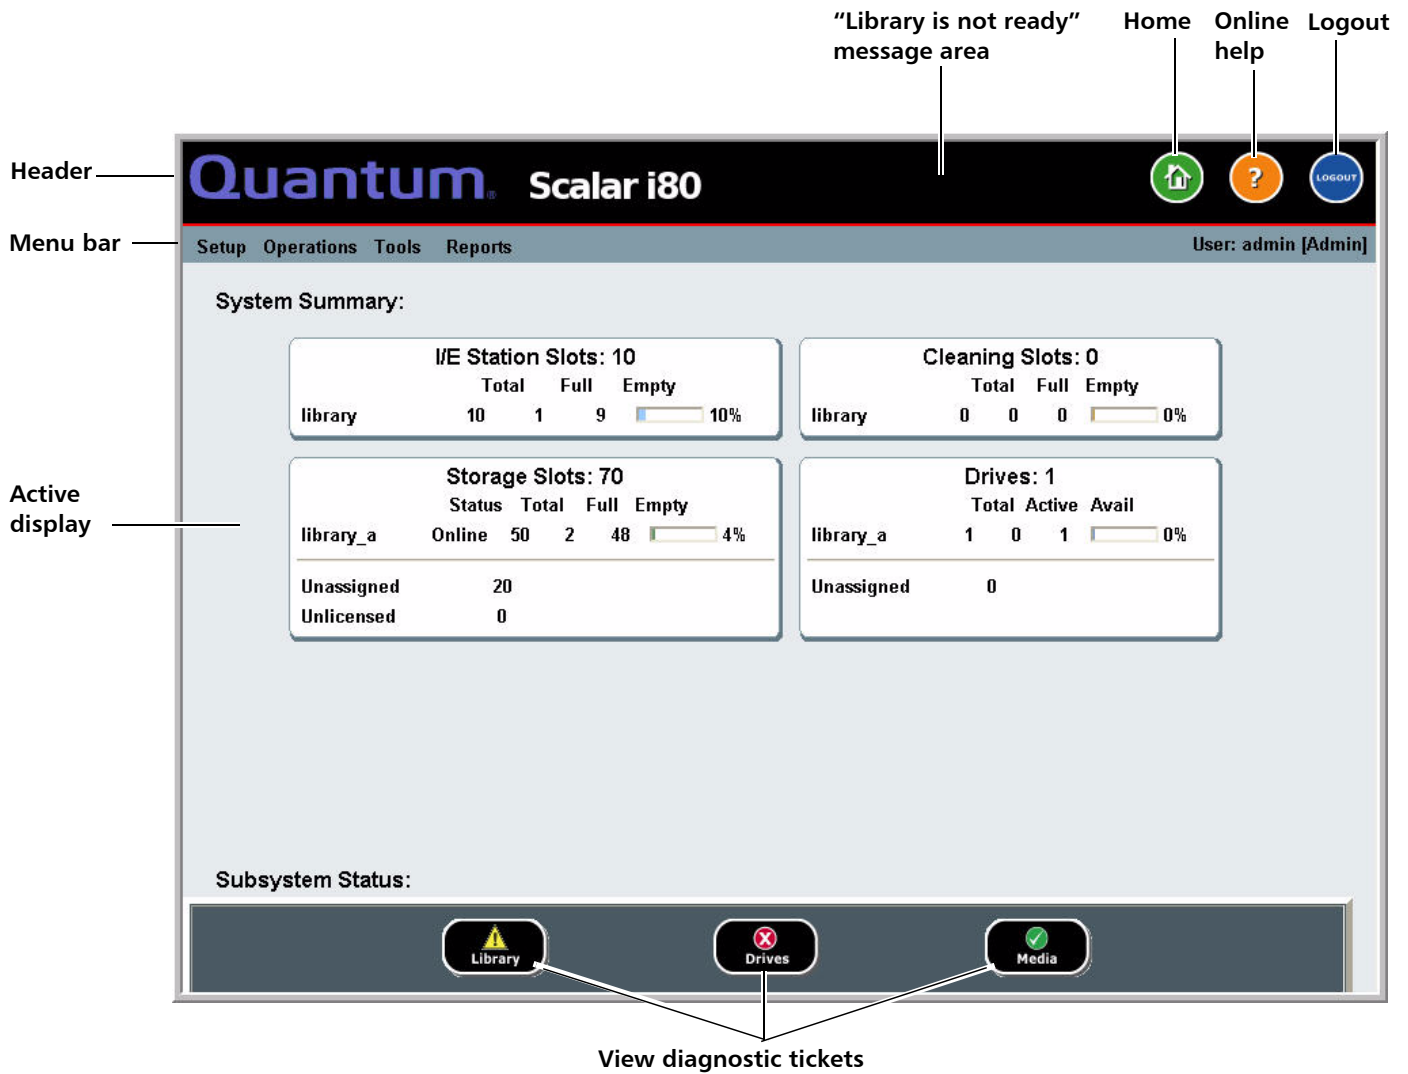 “Library is not ready” Home Online Logout
message area help
Header
Quantum® Scalar i80
LOGOUT
Menu bar
Setup Operations Tools Reports User: admin [Admin]
System Summary:
I/E Station Slots: 10
Total Full Empty
library 10 1 9 10%
Cleaning Slots: 0
Total Full Empty
library 0 0 0 0%
Active
display
Storage Slots: 70
Status Total Full Empty
library_a Online 50 2 48 4%
Unassigned 20
Unlicensed 0
Drives: 1
Total Active Avail
library_a 1 0 1 0%
Unassigned 0
Subsystem Status:
Library Drives Media
View diagnostic tickets